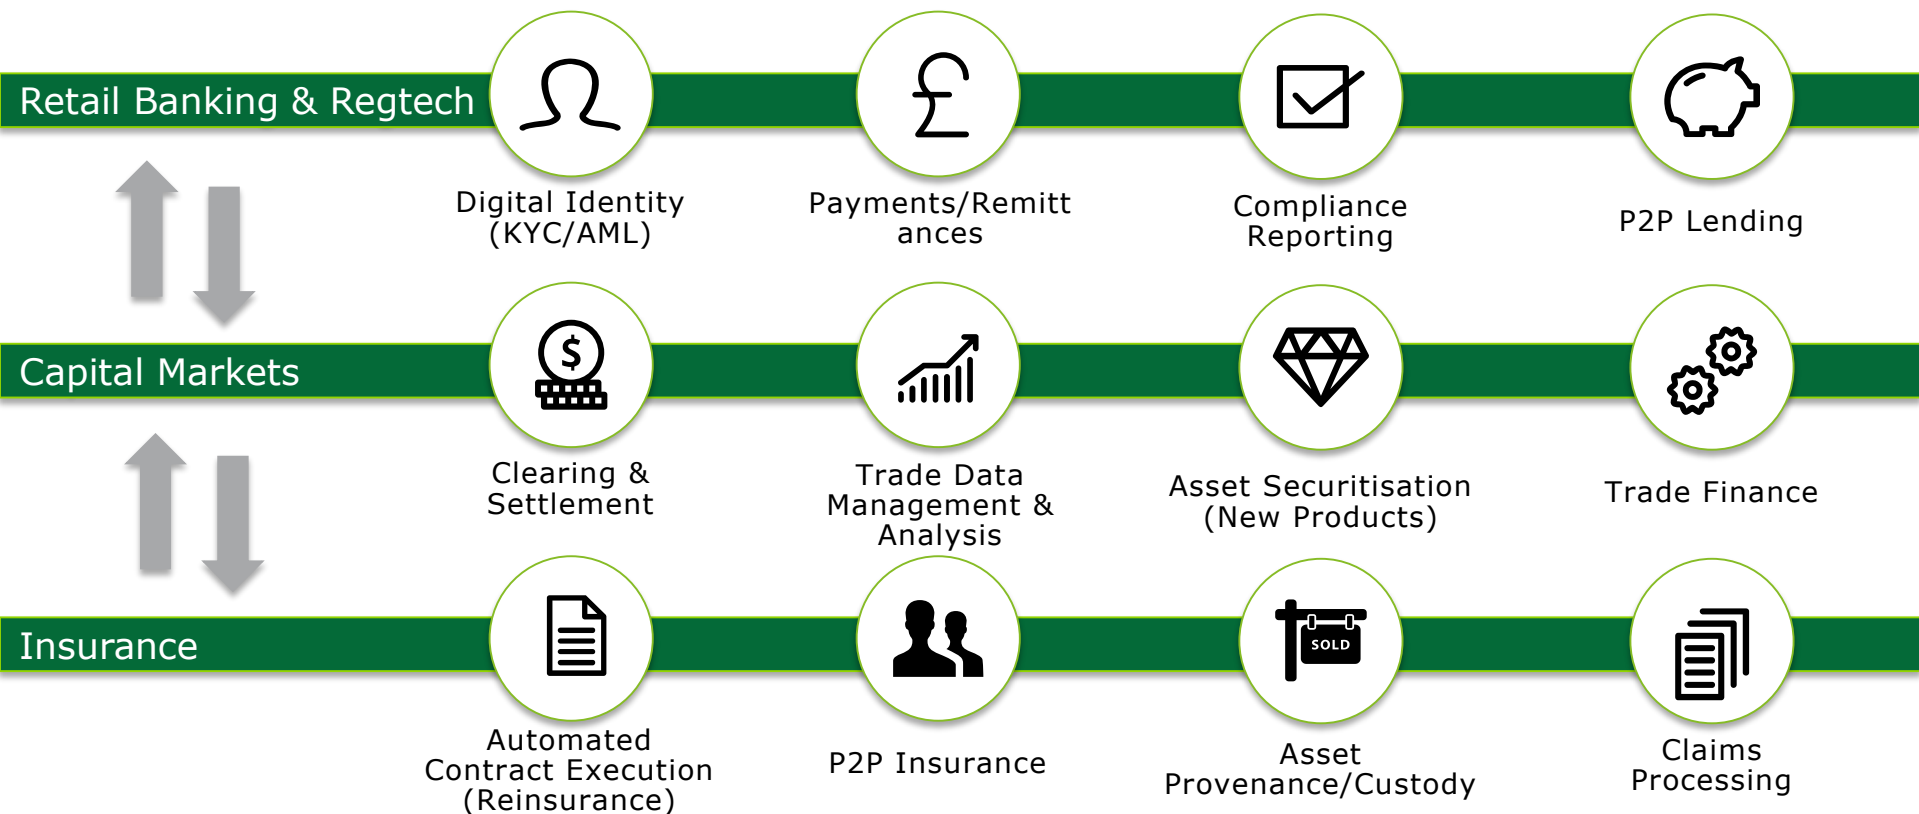 Retail Banking & Regtech
Digital Identity
(KYC/AML)
Payments/Remitt
ances
Compliance
Reporting
P2P Lending
Capital Markets
$
Clearing &
Settlement
Trade Data
Management &
Analysis
Asset Securitisation
(New Products)
Trade Finance
Insurance
SOLD
Automated
Contract Execution
(Reinsurance)
P2P Insurance
Asset
Provenance/Custody
Claims
Processing